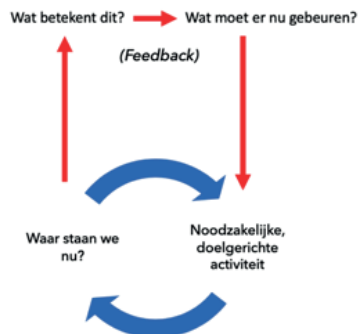 Wat betekent dit?
Wat moet er nu gebeuren?
(Feedback)
Waar staan we
nu?
Noodzakelijke,
doelgerichte
activiteit